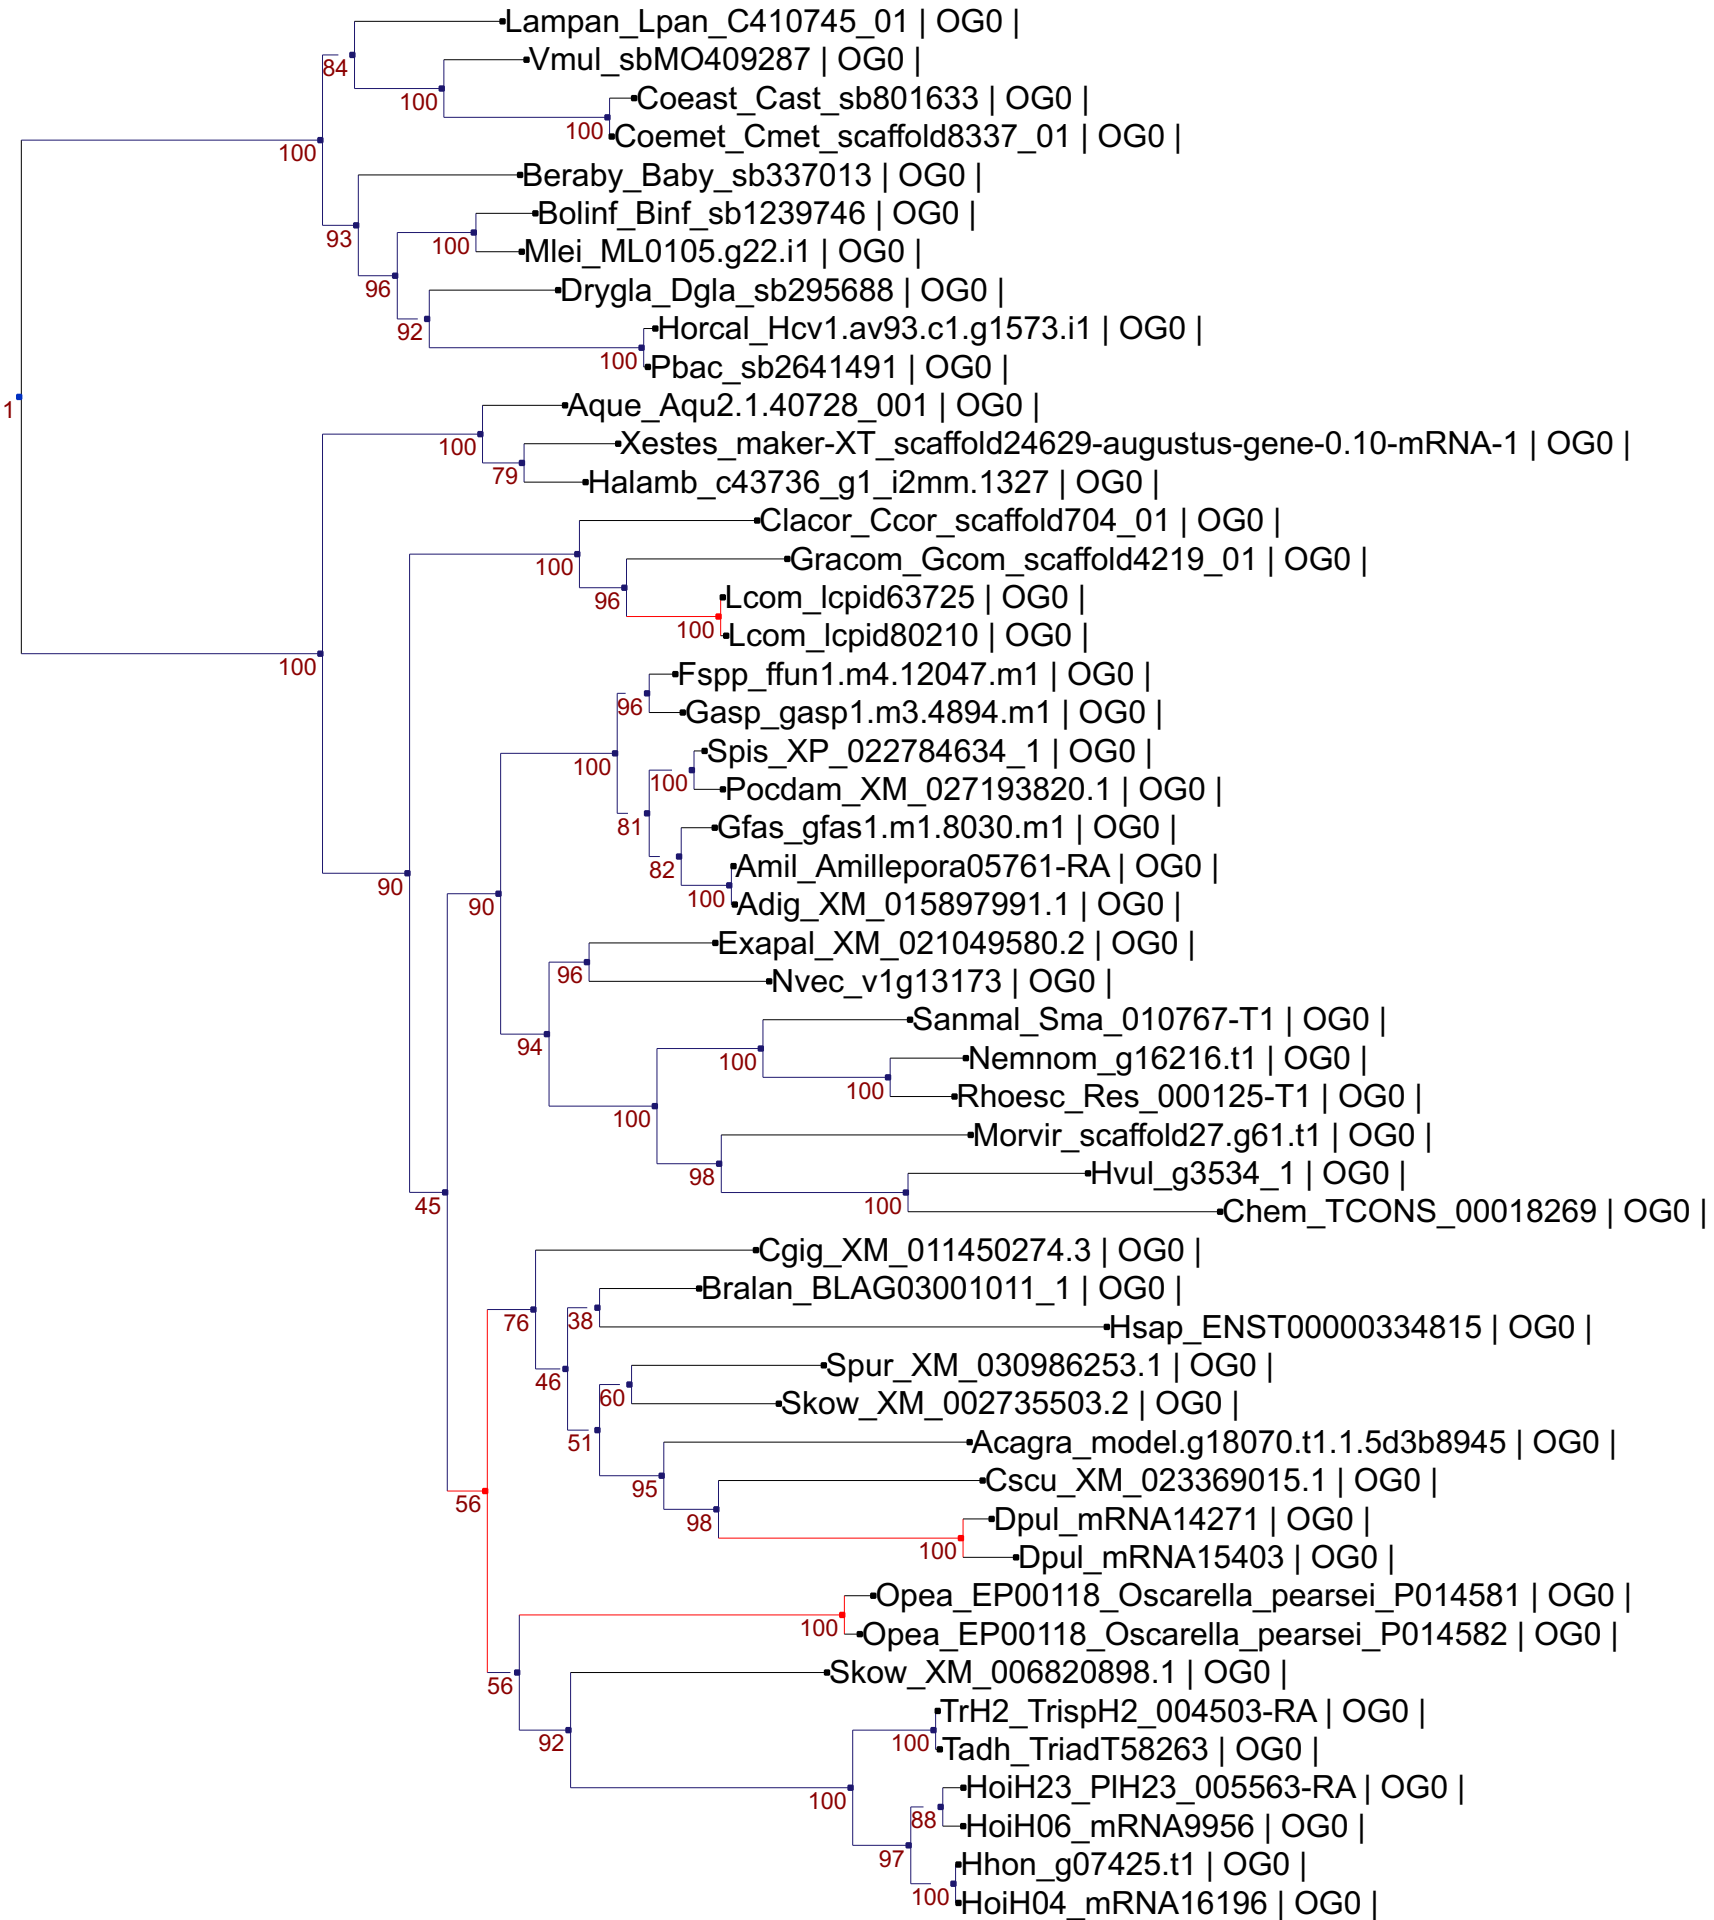 Lampan_Lpan_C410745_01 | OG0 |
84
Vmul_sbMO409287 | OG0 |
100
Coeast_Cast_sb801633 | OG0 |
100
Coemet_Cmet_scaffold8337_01 | OG0 |
100
Beraby_Baby_sb337013 | OG0 |
Bolinf_Binf_sb1239746 | OG0 |
93
100
Mlei_ML0105.g22.i1 | OG0 |
96
Drygla_Dgla_sb295688 | OG0 |
92
Horcal_Hcv1.av93.c1.g1573.i1 | OG0 |
100
Pbac_sb2641491 | OG0 |
1
Aque_Aqu2.1.40728_001 | OG0 |
100
Xestes_maker-XT_scaffold24629-augustus-gene-0.10-mRNA-1 | OG0 |
79
Halamb_c43736_g1_i2mm.1327 | OG0 |
Clacor_Ccor_scaffold704_01 | OG0 |
100
Gracom_Gcom_scaffold4219_01 | OG0 |
96
Lcom_lcpid63725 | OG0 |
100
Lcom_lcpid80210 | OG0 |
100
Fspp_ffun1.m4.12047.m1 | OG0 |
96
Gasp_gasp1.m3.4894.m1 | OG0 |
100
Spis_XP_022784634_1 | OG0 |
100
Pocdam_XM_027193820.1 | OG0 |
81
Gfas_gfas1.m1.8030.m1 | OG0 |
82
Amil_Amillepora05761-RA | OG0 |
90
100
Adig_XM_015897991.1 | OG0 |
90
Exapal_XM_021049580.2 | OG0 |
96
Nvec_v1g13173 | OG0 |
Sanmal_Sma_010767-T1 | OG0 |
94
100
Nemnom_g16216.t1 | OG0 |
100
Rhoesc_Res_000125-T1 | OG0 |
100
Morvir_scaffold27.g61.t1 | OG0 |
98
Hvul_g3534_1 | OG0 |
45
100
Chem_TCONS_00018269 | OG0 |
Cgig_XM_011450274.3 | OG0 |
Bralan_BLAG03001011_1 | OG0 |
76
38
Hsap_ENST00000334815 | OG0 |
46
Spur_XM_030986253.1 | OG0 |
60
Skow_XM_002735503.2 | OG0 |
51
Acagra_model.g18070.t1.1.5d3b8945 | OG0 |
95
Cscu_XM_023369015.1 | OG0 |
56
98
Dpul_mRNA14271 | OG0 |
100
Dpul_mRNA15403 | OG0 |
Opea_EP00118_Oscarella_pearsei_P014581 | OG0 |
100
Opea_EP00118_Oscarella_pearsei_P014582 | OG0 |
56
Skow_XM_006820898.1 | OG0 |
TrH2_TrispH2_004503-RA | OG0 |
92
100
Tadh_TriadT58263 | OG0 |
HoiH23_PlH23_005563-RA | OG0 |
100
88
HoiH06_mRNA9956 | OG0 |
97
Hhon_g07425.t1 | OG0 |
100
HoiH04_mRNA16196 | OG0 |